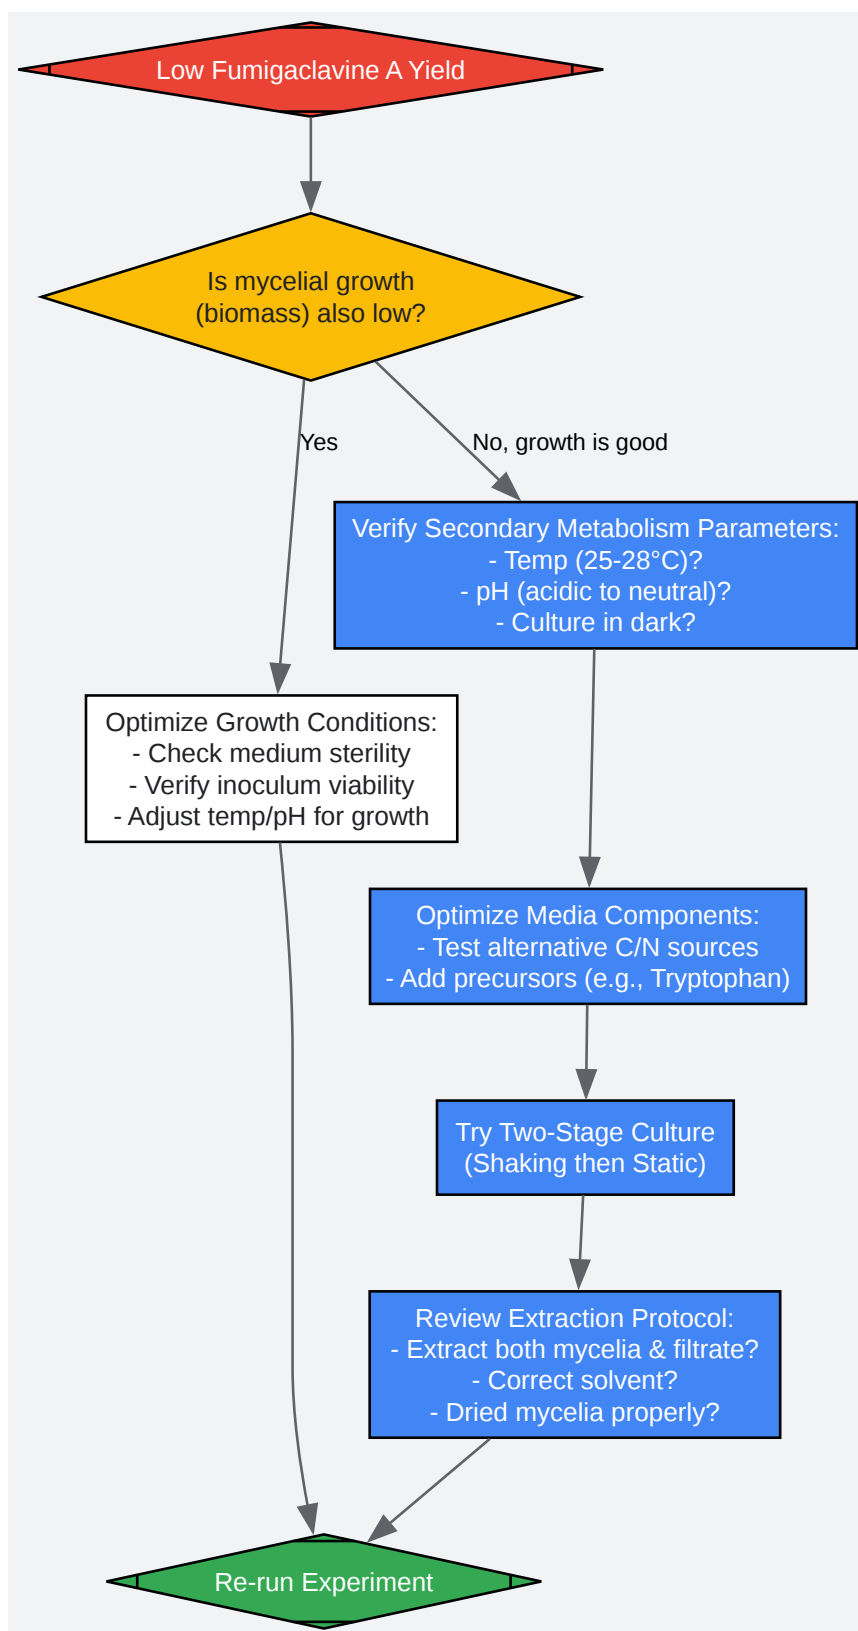 Low Fumigaclavine A Yield
Is mycelial growth
(biomass) also low?
Yes
No, growth is good
Verify Secondary Metabolism Parameters:
- Temp (25-28°C)?
- pH (acidic to neutral)?
- Culture in dark?
Optimize Growth Conditions:
- Check medium sterility
- Verify inoculum viability
- Adjust temp/pH for growth
Optimize Media Components:
- Test alternative C/N sources
- Add precursors (e.g., Tryptophan)
Try Two-Stage Culture
(Shaking then Static)
Review Extraction Protocol:
- Extract both mycelia & filtrate?
- Correct solvent?
- Dried mycelia properly?
Re-run Experiment